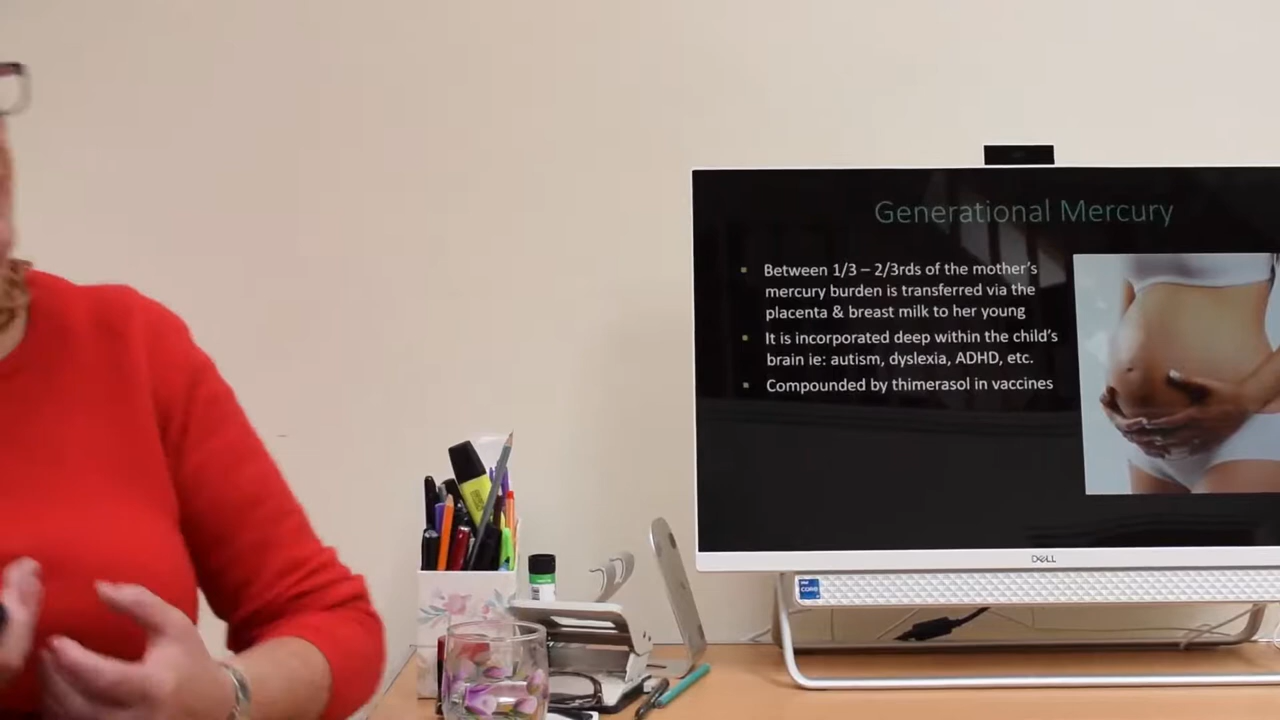 Generational Mercury
Between 1/3 – 2/3rds of the mother's
mercury burden is transferred via the
placenta & breast milk to her young
It is incorporated deep within the child's
brain ie: autism, dyslexia, ADHD, etc.
Compounded by thimerasol in vaccines
DELL
intel
CORE